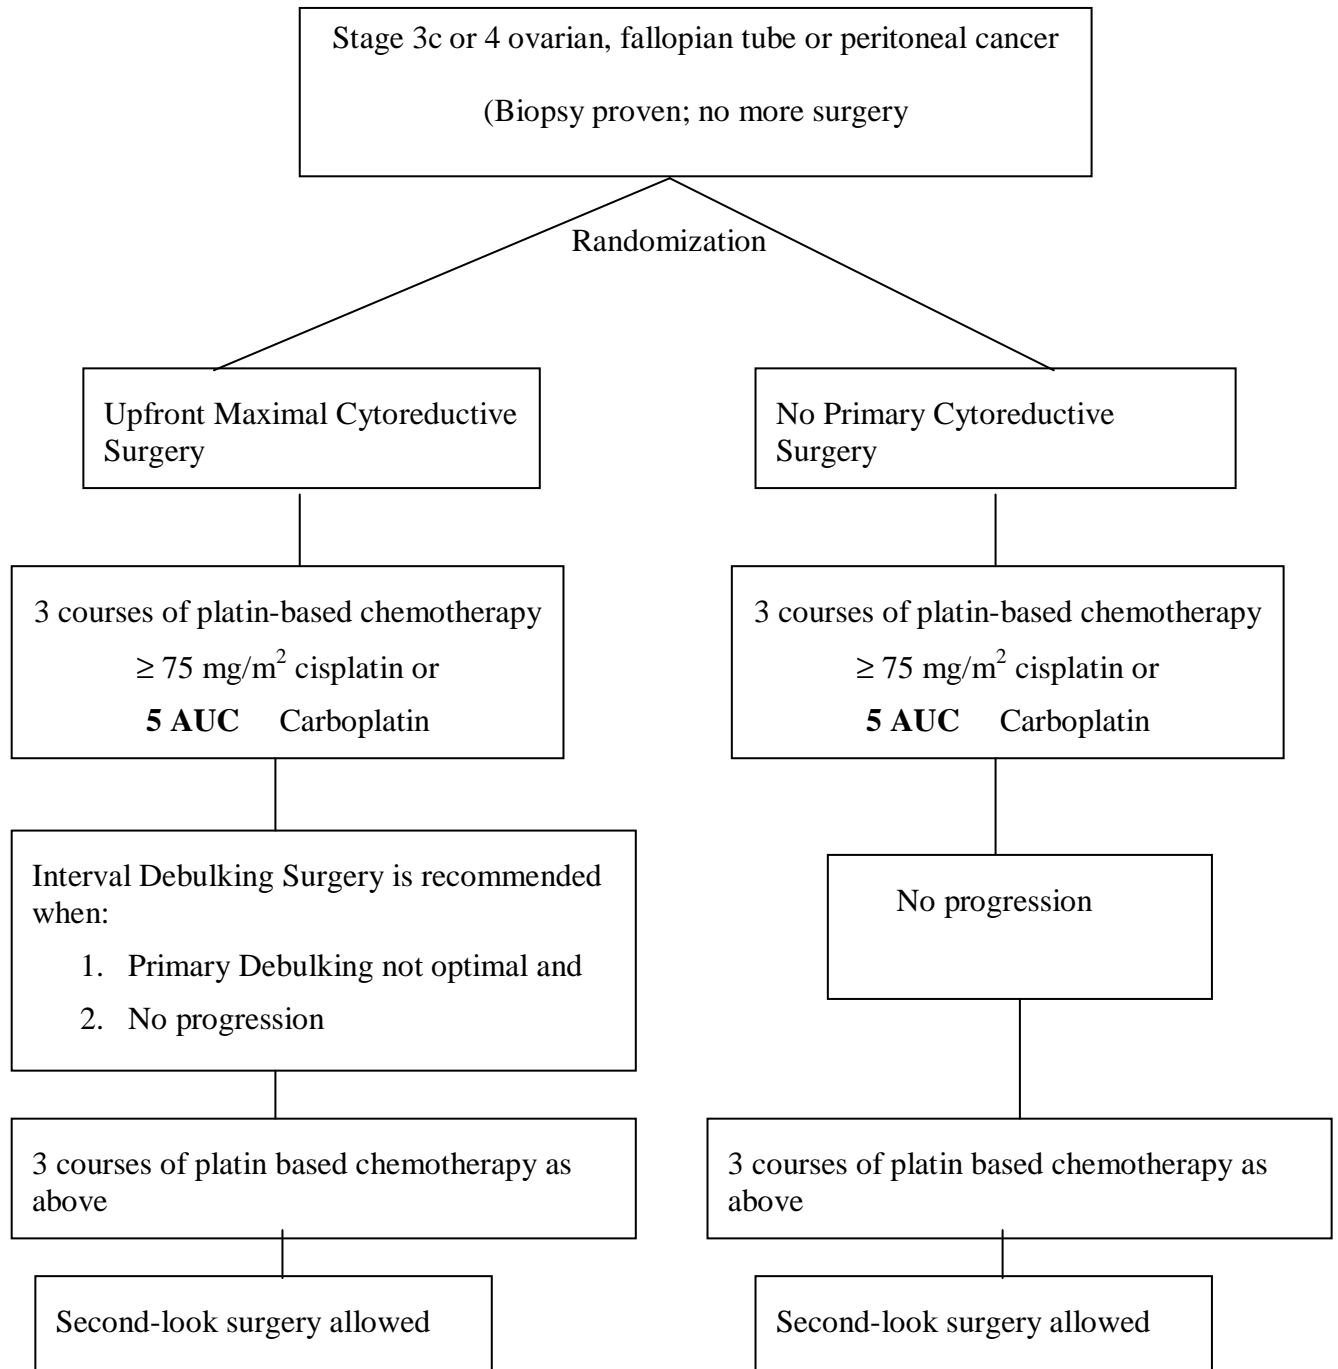 Stage 3c or 4 ovarian, fallopian tube or peritoneal cancer
(Biopsy proven; no more surgery
Randomization
Upfront Maximal Cytoreductive
Surgery
No Primary Cytoreductive
Surgery
3 courses of platin-based chemotherapy
≥ 75 mg/m² cisplatin or
5 AUC Carboplatin
3 courses of platin-based chemotherapy
≥ 75 mg/m² cisplatin or
5 AUC Carboplatin
Interval Debulking Surgery is recommended
when:
1. Primary Debulking not optimal and
2. No progression
No progression
3 courses of platin based chemotherapy as
above
3 courses of platin based chemotherapy as
above
Second-look surgery allowed
Second-look surgery allowed